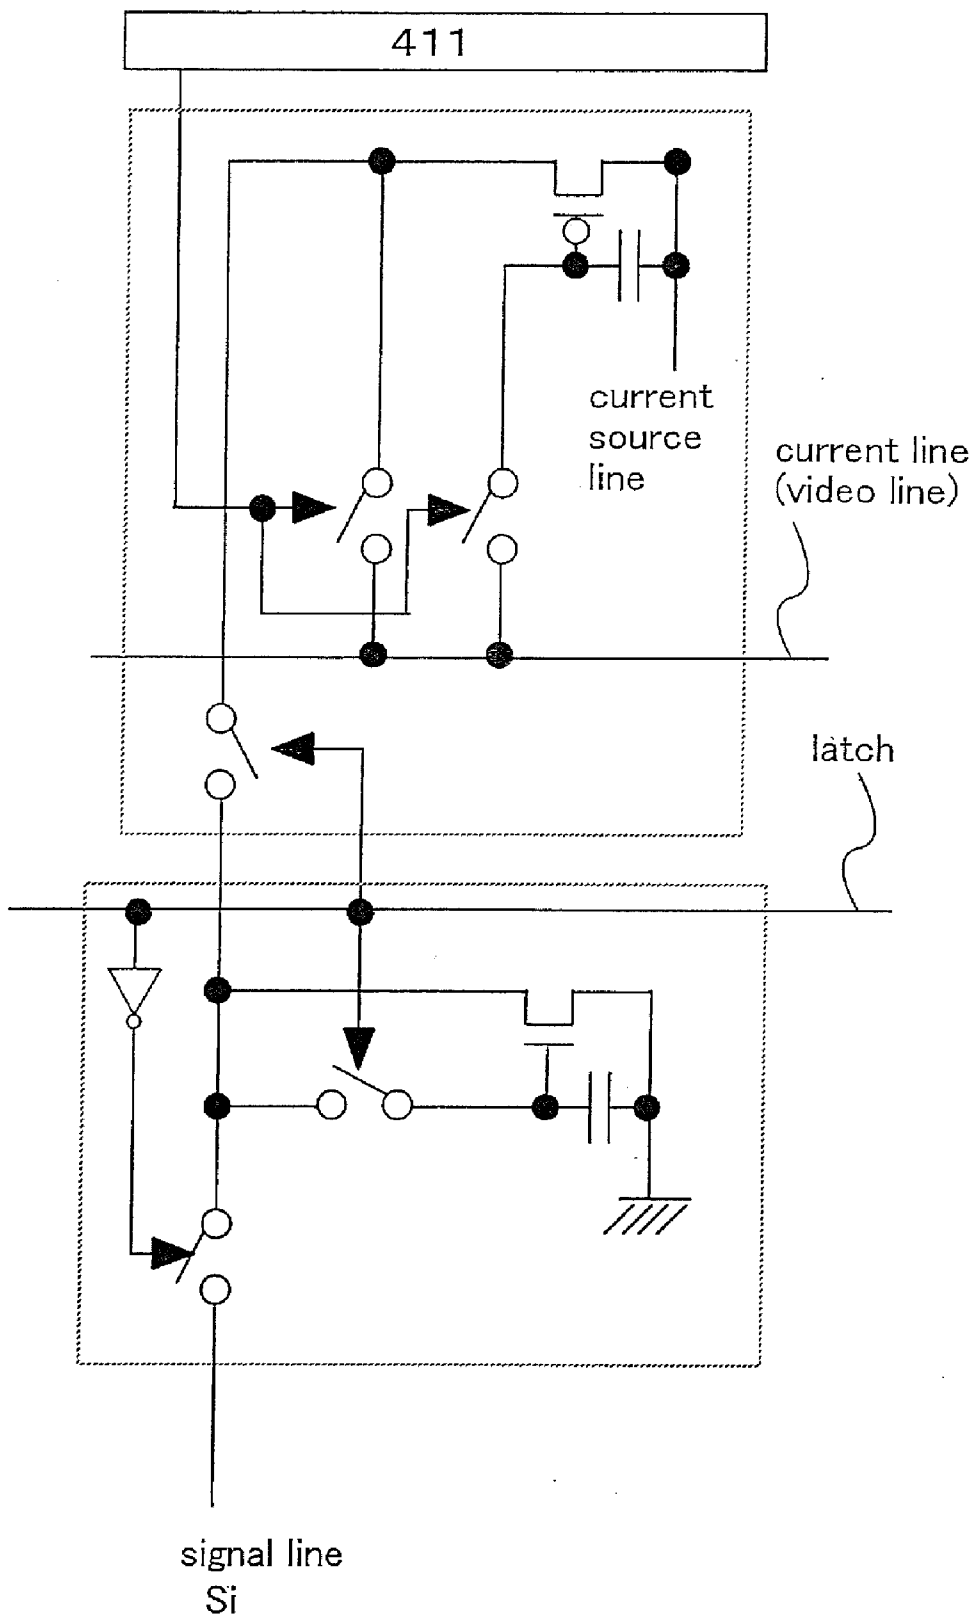 411
current
source
line
current line
(video line)
latch
signal line
Si